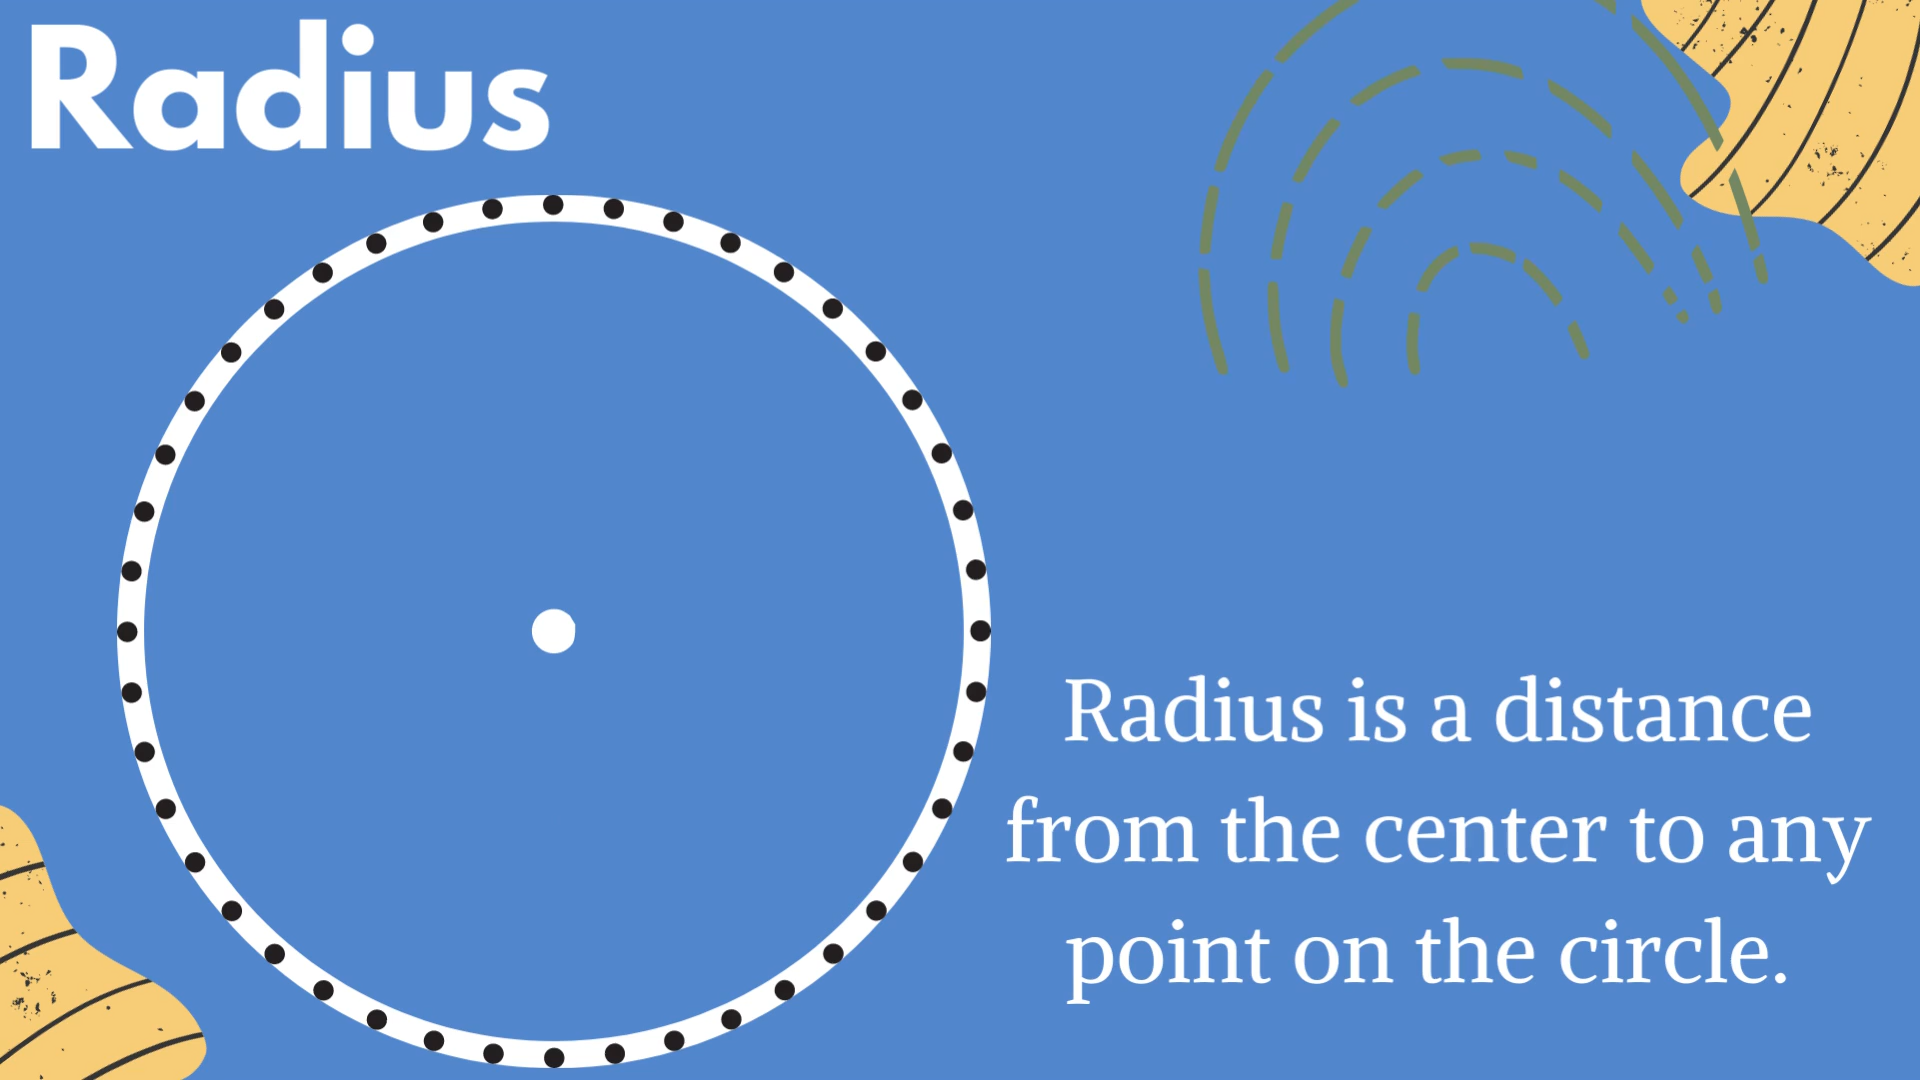 Radius
Radius is a distance
from the center to any
point on the circle.